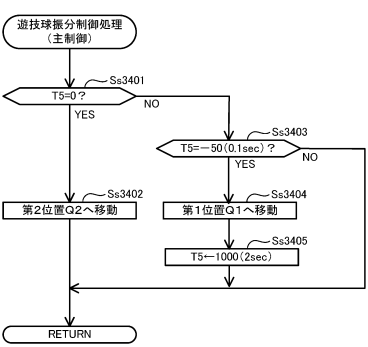 遊技球振分制御処理
(主制御)
Ss3401
T5=0?
NO
YES
Ss3403
T5=-50(0.1sec)?
NO
YES
Ss3402
第2位置Q2へ移動
Ss3404
第1位置Q1へ移動
Ss3405
T5←1000(2sec)
RETURN